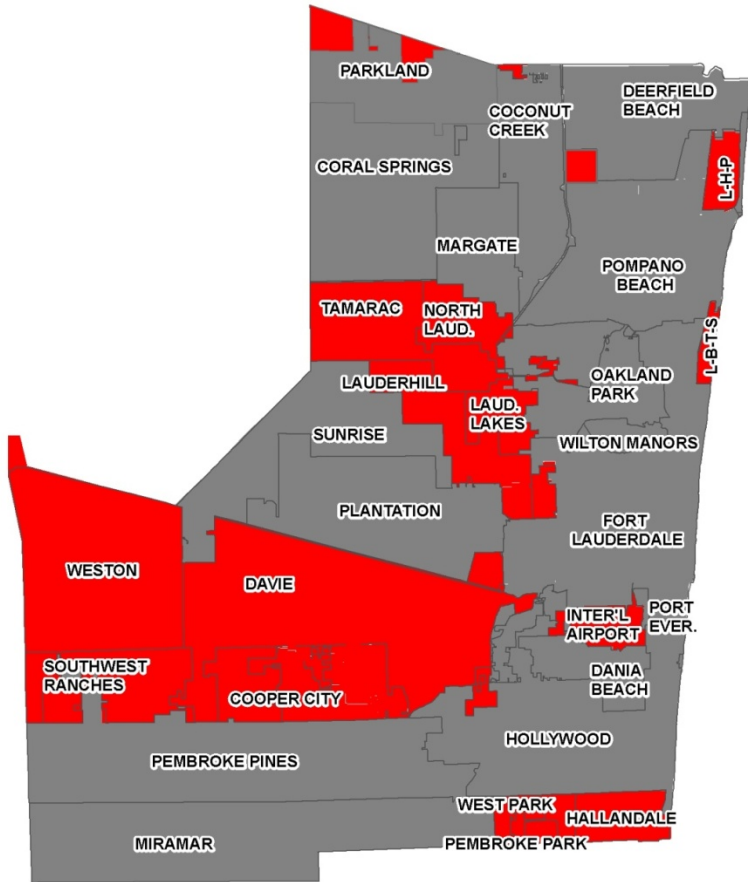 PARKLAND
DEERFIELD
BEACH
COCONUT
CREEK
CORAL SPRINGS
L-H-P
MARGATE
POMPANO
BEACH
TAMARAC
NORTH
LAUD.
L-B-T-S
LAUDERHILL
OAKLAND
PARK
LAUD.
LAKES
SUNRISE
WILTON MANORS
PLANTATION
FORT
LAUDERDALE
WESTON
DAVIE
INTER'L
AIRPORT
PORT
EVER.
SOUTHWEST
RANCHES
DANIA
BEACH
COOPER CITY
HOLLYWOOD
PEMBROKE PINES
WEST PARK
HALLANDALE
MIRAMAR
PEMBROKE PARK